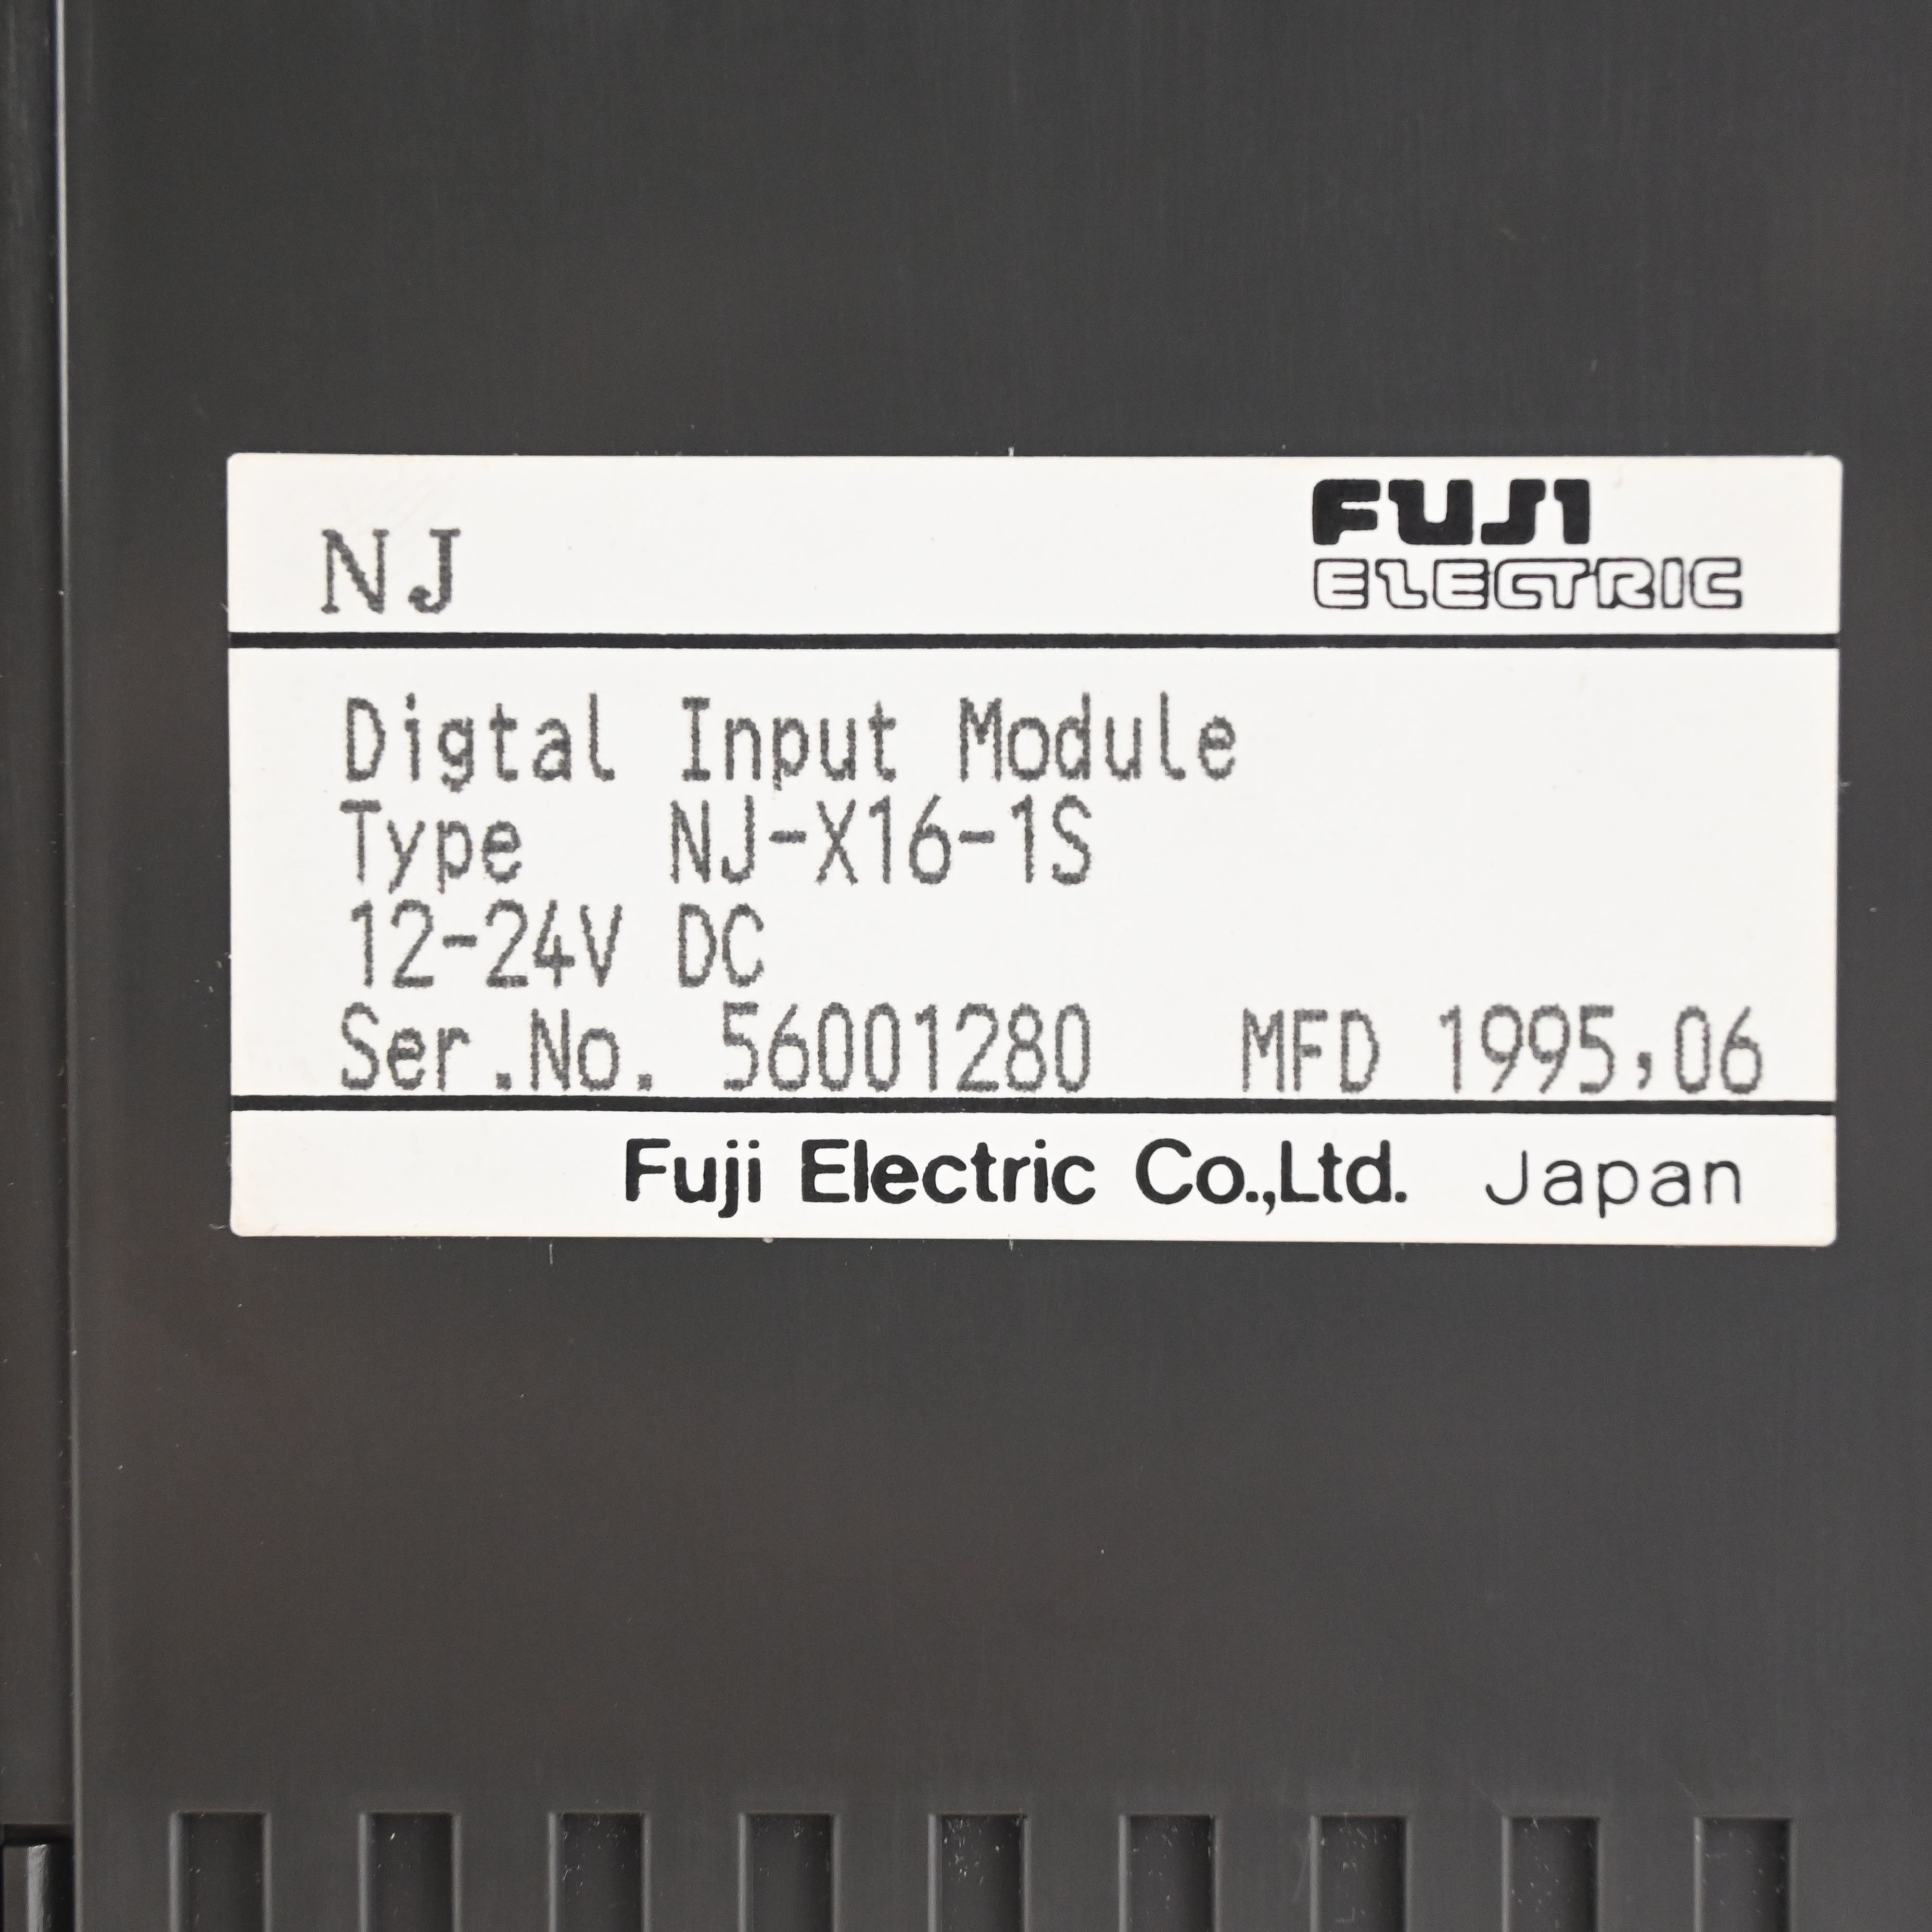 NJ
FUJI
ELECTRIC
Digtal Input Module
Type NJ-X16-1S
12-24V DC
Ser.No. 56001280 MFD 1995,06
Fuji Electric Co.,Ltd. Japan